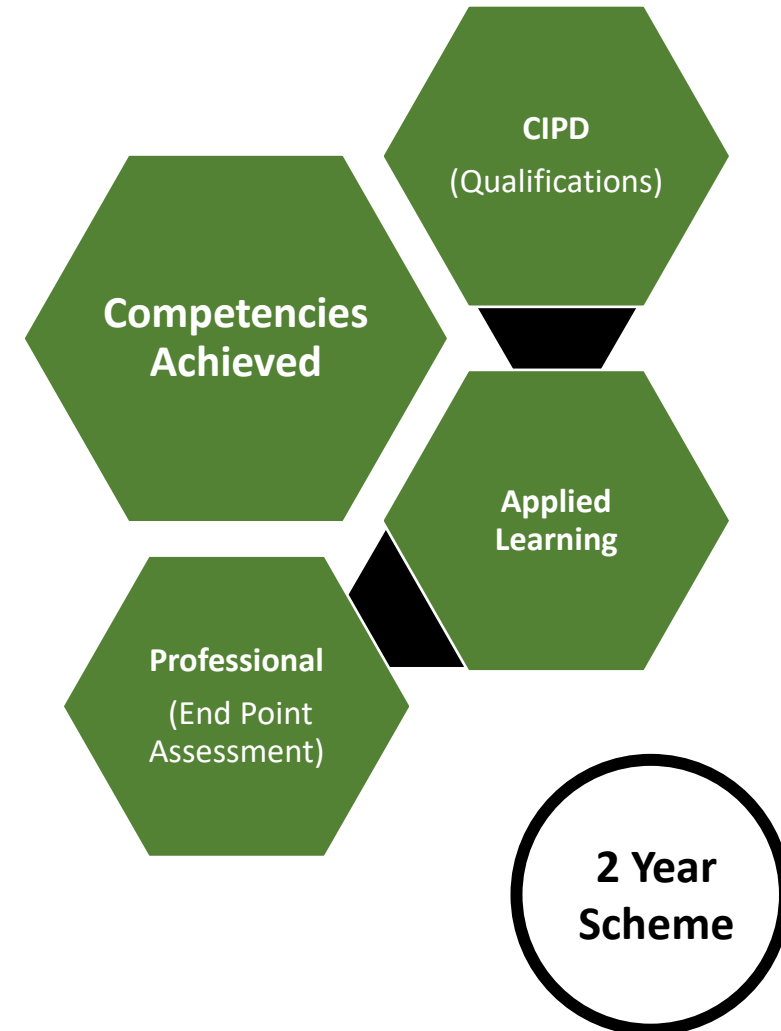 CIPD
(Qualifications)
Competencies
Achieved
Applied
Learning
Professional
(End Point
Assessment)
2 Year
Scheme